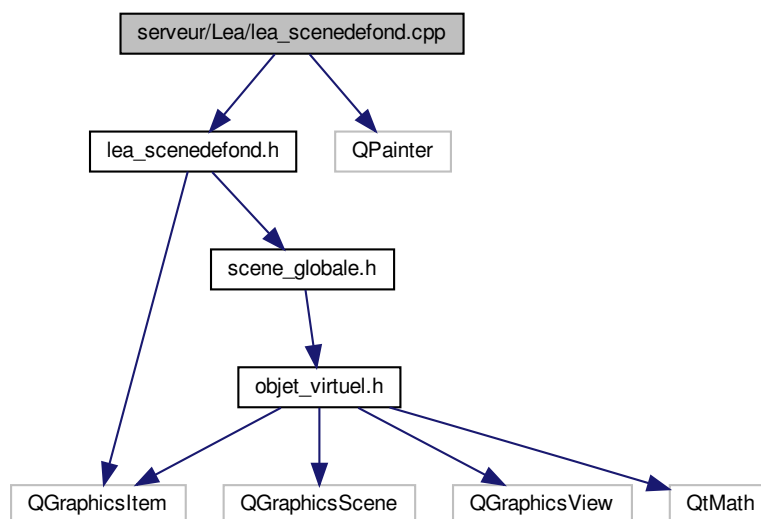 serveur/Lea/lea_scenedefond.cpp
lea_scenedefond.h
QPainter
scene_globale.h
objet_virtuel.h
QGraphicsItem
QGraphicsScene
QGraphicsView
QtMath